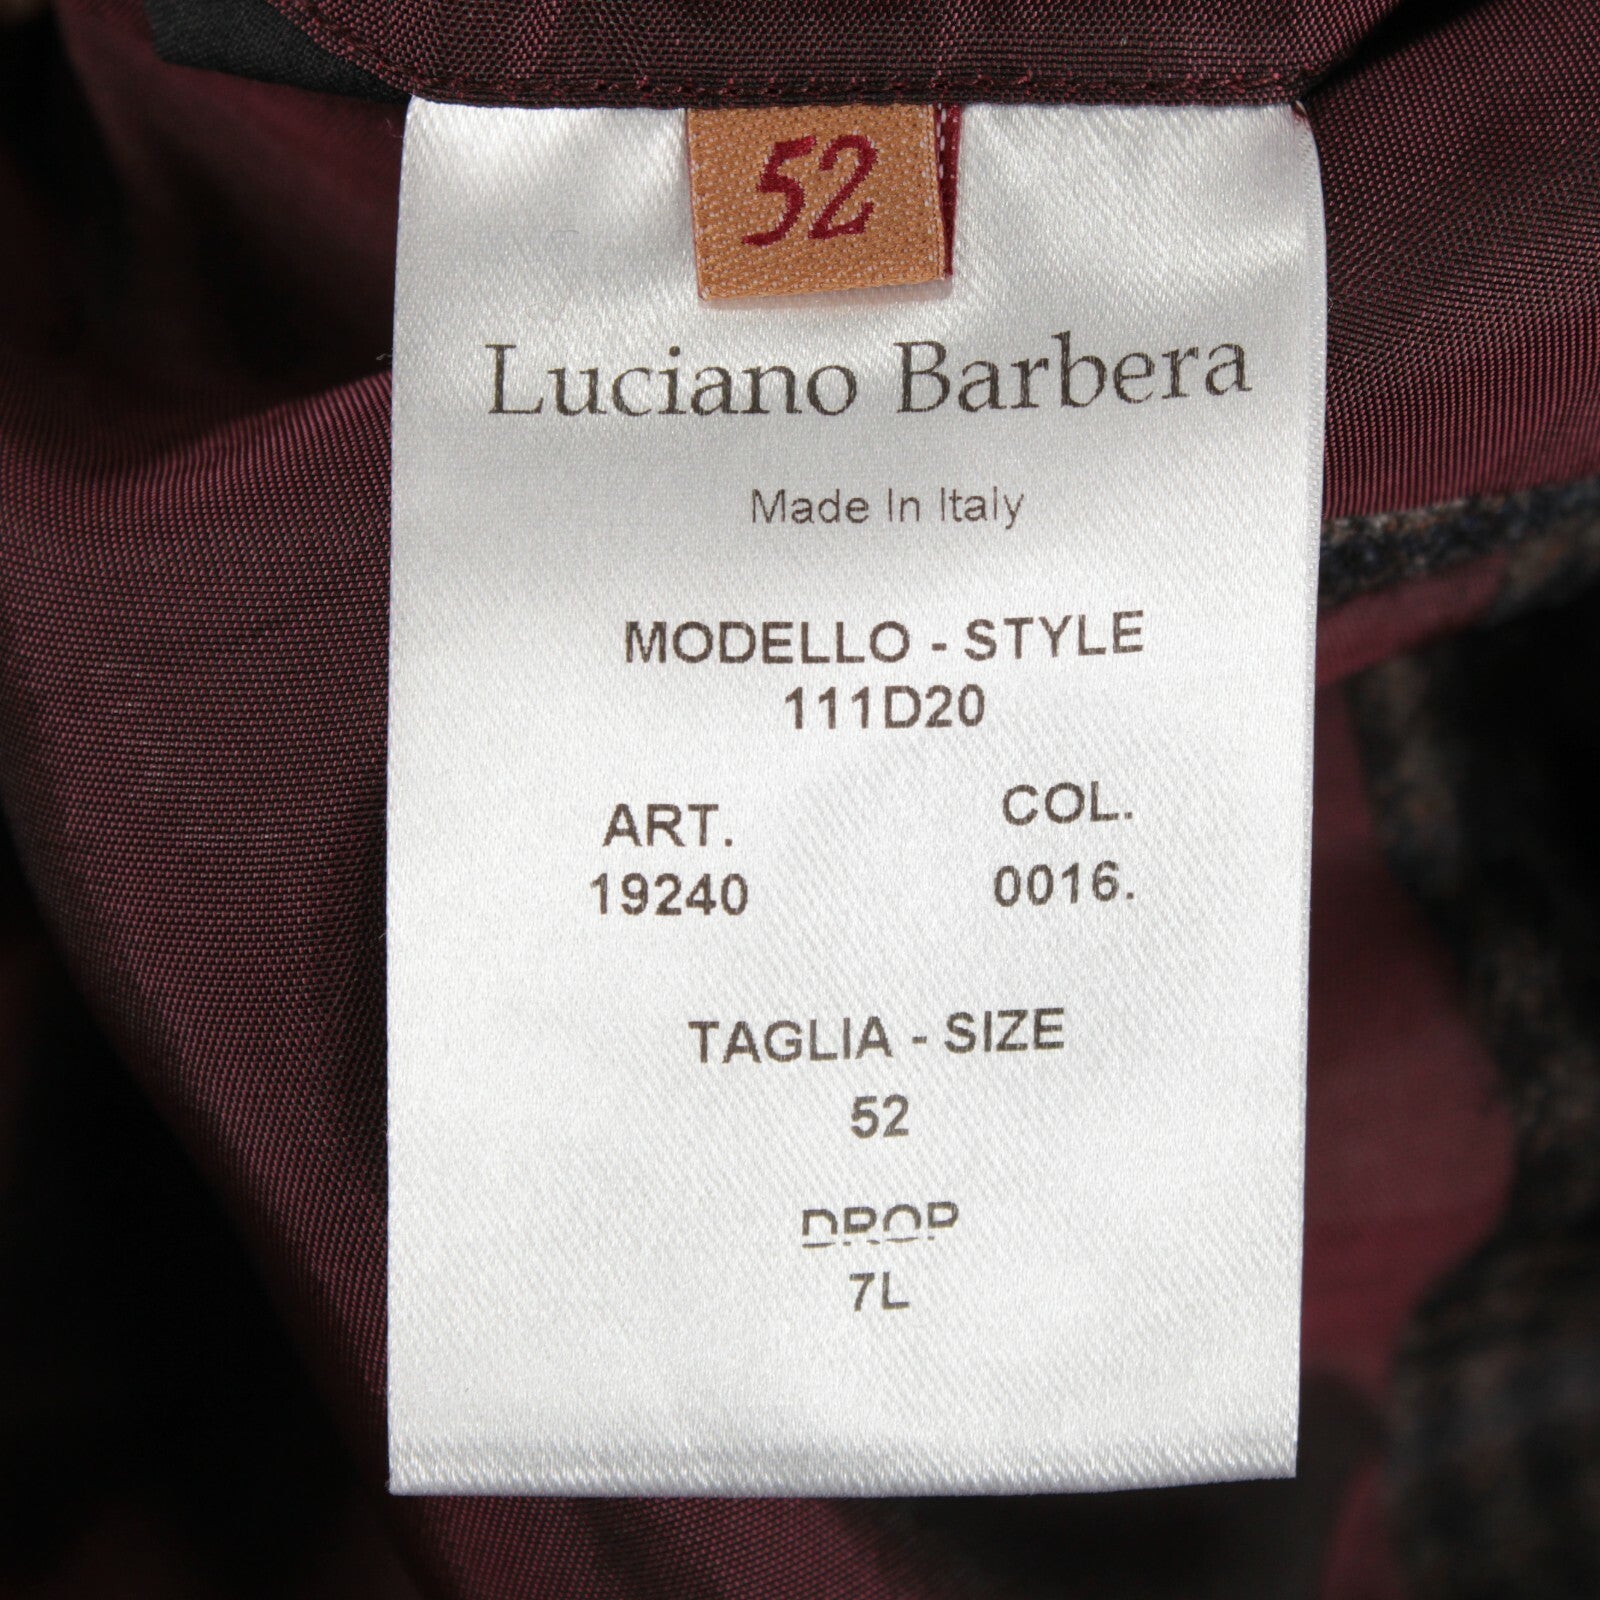 52
Luciano Barbera
Made In Italy
MODELLO - STYLE
111D20
ART. COL.
19240 0016.
TAGLIA - SIZE
52
DROP
7L